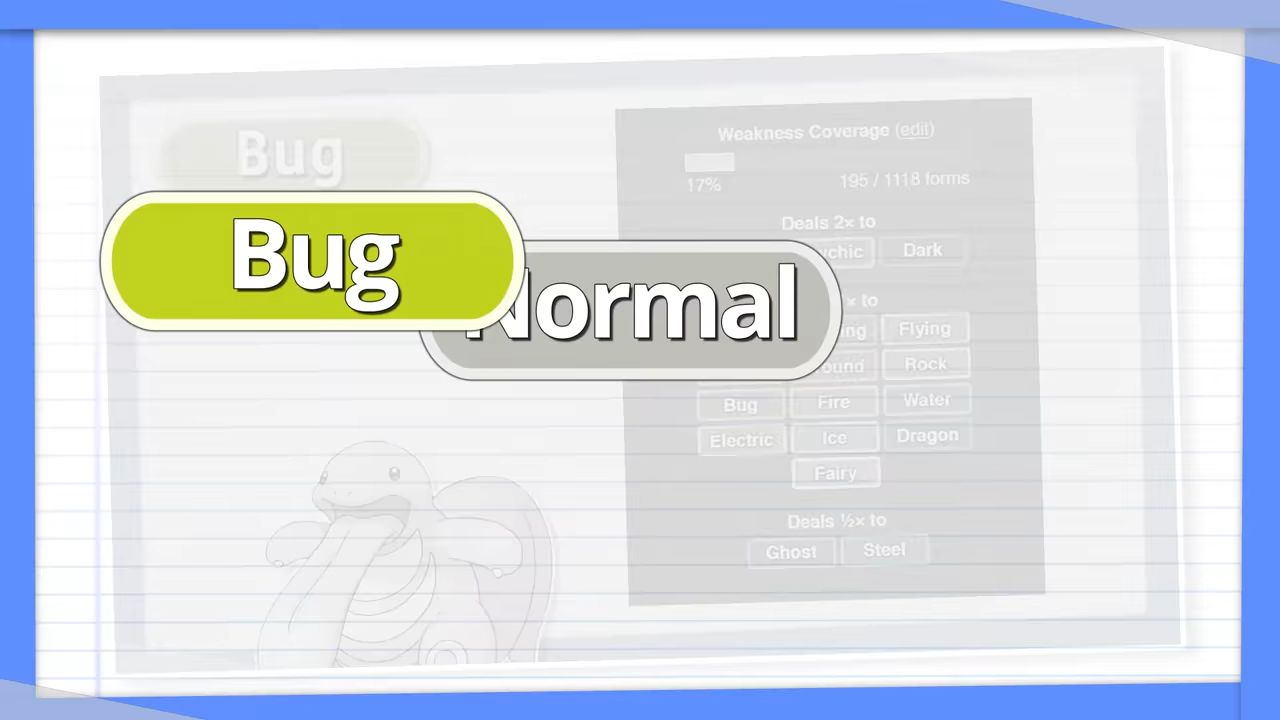 Bug
Weakness Coverage (edit)
17% 195 / 1118 forms
Deals 2× to
Dark
Bug
Normal
× to
Flying
Rock
Bug Fire Water
Electric Ice Dragon
Fairy
Deals ½× to
Ghost Steel